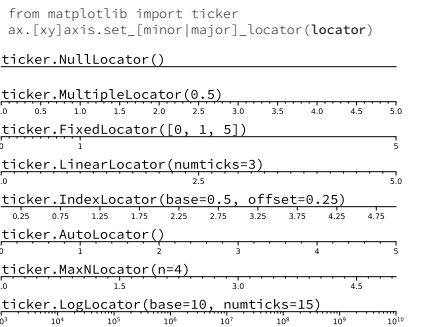 from matplotlib import ticker
ax.[xy]axis.set_[minor|major]_locator(locator)
ticker.NullLocator()
ticker.MultipleLocator(0.5)
.0 0.5 1.0 1.5 2.0 2.5 3.0 3.5 4.0 4.5 5.0
ticker.FixedLocator([0, 1, 5])
0 1 5
ticker.LinearLocator(numticks=3)
.0 2.5 5.0
ticker.IndexLocator(base=0.5, offset=0.25)
0.25 0.75 1.25 1.75 2.25 2.75 3.25 3.75 4.25 4.75
ticker.AutoLocator()
0 1 2 3 4 5
ticker.MaxNLocator(n=4)
.0 1.5 3.0 4.5
ticker.LogLocator(base=10, numticks=15)
10³ 10⁴ 10⁵ 10⁶ 10⁷ 10⁸ 10⁹ 10¹⁰